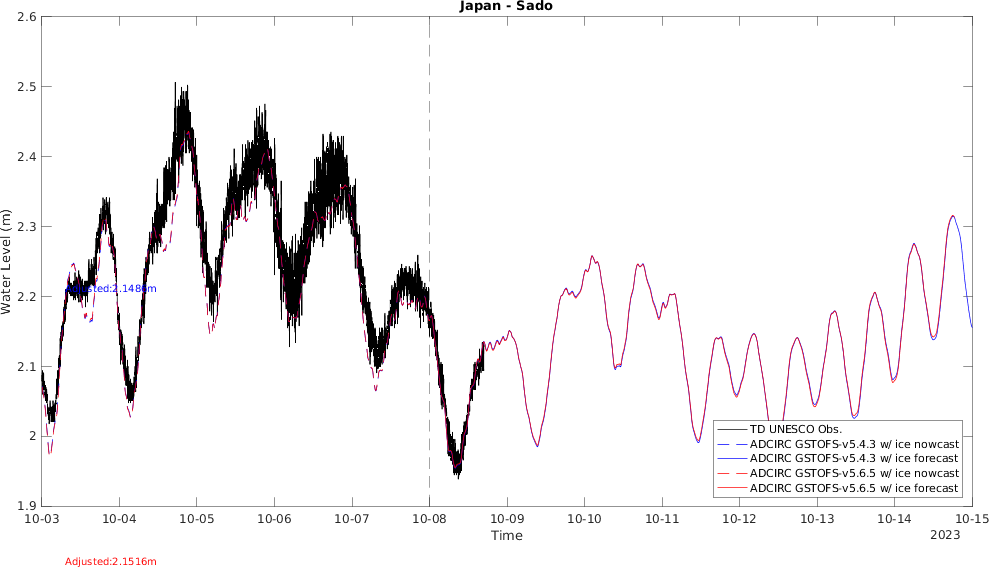 Japan - Sado
2.6
2.5
2.4
2.3
2.2
2.1
2
1.9
Water Level (m)
Adjusted:2.1486m
TD UNESCO Obs.
ADCIRC GSTOFS-v5.4.3 w/ ice nowcast
ADCIRC GSTOFS-v5.4.3 w/ ice forecast
ADCIRC GSTOFS-v5.6.5 w/ ice nowcast
ADCIRC GSTOFS-v5.6.5 w/ ice forecast
10-03 10-04 10-05 10-06 10-07 10-08 10-09 10-10 10-11 10-12 10-13 10-14 10-15
Time
2023
Adjusted:2.1516m